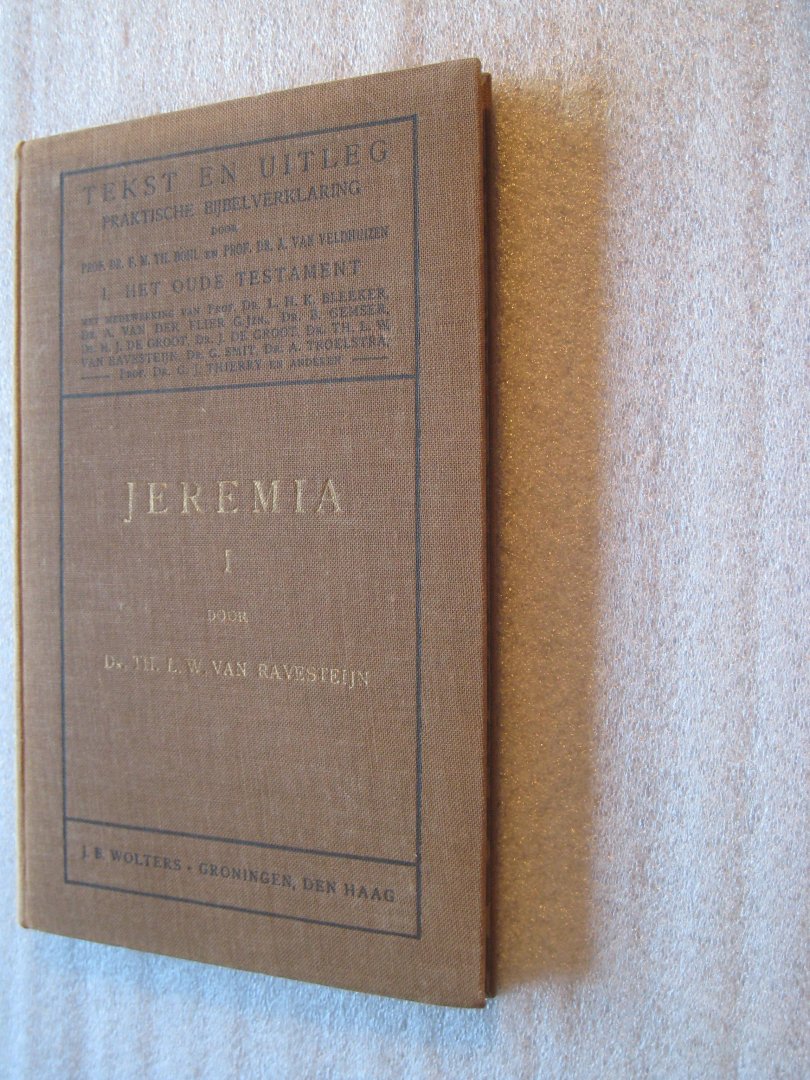 TEKST EN UITLEG
PRAKTISCHE BIJBELVERKLARING
DOOR
PROF. DR. F. M. TH. BÖHL EN PROF. DR. A. VAN VELDHUIZEN
I. HET OUDE TESTAMENT
MET MEDEWERKING VAN PROF. DR. L. H. K. BLEEKER,
DR. A. VAN DER FLIER G.JZN., DR. B. GEMSER,
DR. W. J. DE GROOT, DR. J. DE GROOT, DR. TH. L. W.
VAN RAVESTEIJN, DR. G. SMIT, DR. A. TROELSTRA,
PROF. DR. G. J. THIERRY EN ANDEREN
JEREMIA
I
DOOR
DR. TH. L. W. VAN RAVESTEIJN
J. B. WOLTERS • GRONINGEN, DEN HAAG